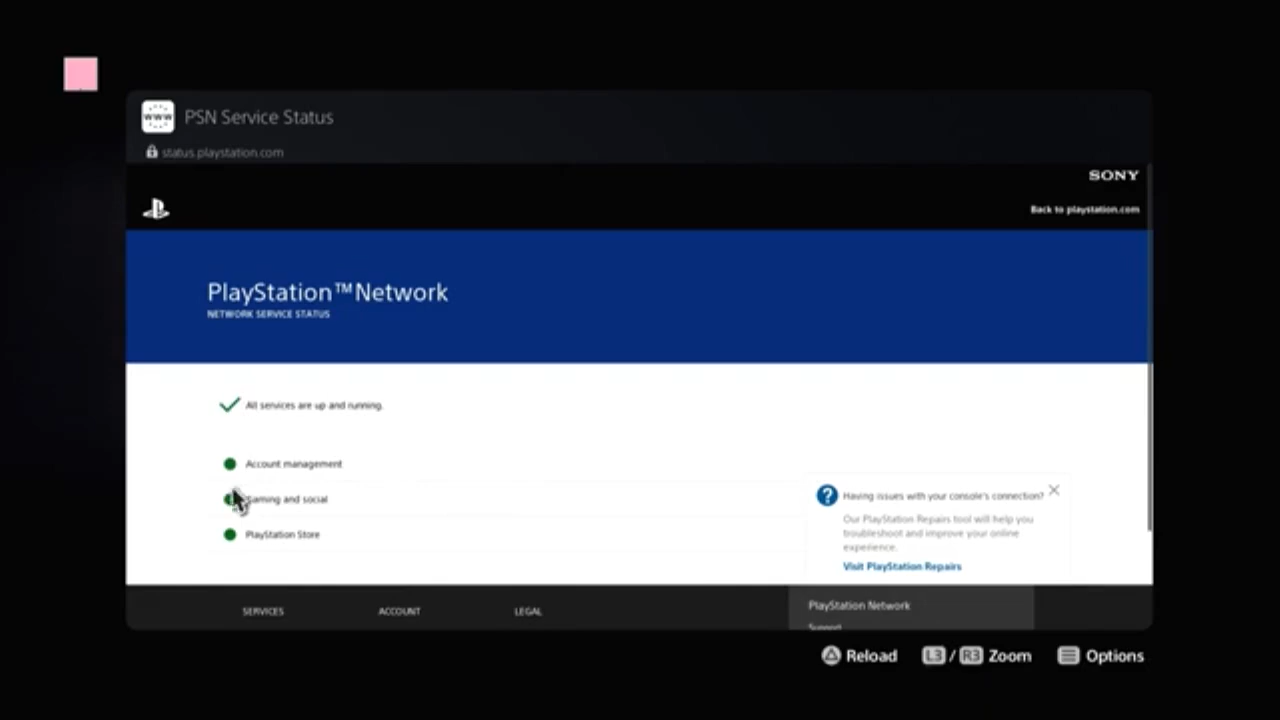 www
PSN Service Status
status.playstation.com
SONY
Back to playstation.com
PlayStation™Network
NETWORK SERVICE STATUS
All services are up and running.
Account management
Gaming and social
PlayStation Store
? Having issues with your console's connection?
Our PlayStation Repairs tool will help you
troubleshoot and improve your online
experience.
Visit PlayStation Repairs
SERVICES ACCOUNT LEGAL
PlayStation Network
Support
Reload L3 / R3 Zoom Options